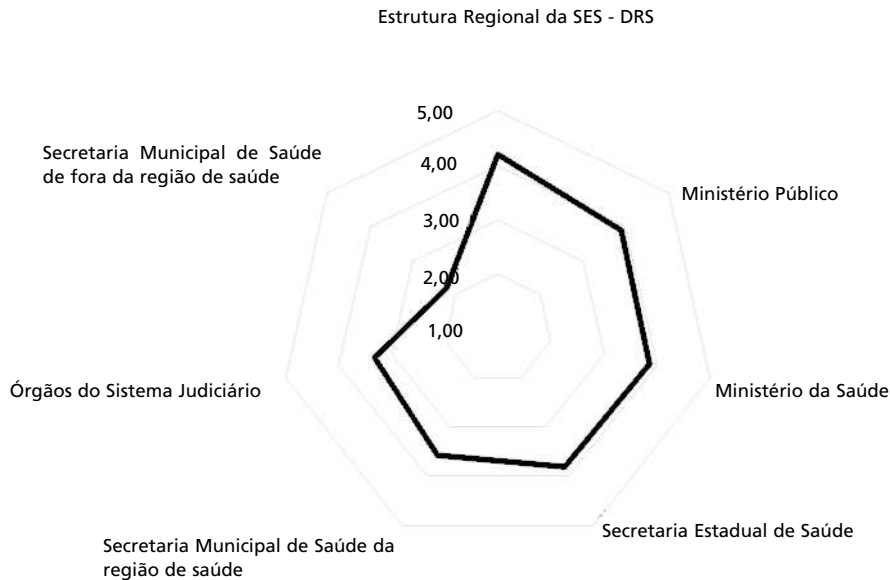 Estrutura Regional da SES - DRS
5,00
4,00
3,00
2,00
1,00
Ministério Público
Ministério da Saúde
Secretaria Estadual de Saúde
Secretaria Municipal de Saúde da
região de saúde
Órgãos do Sistema Judiciário
Secretaria Municipal de Saúde
de fora da região de saúde